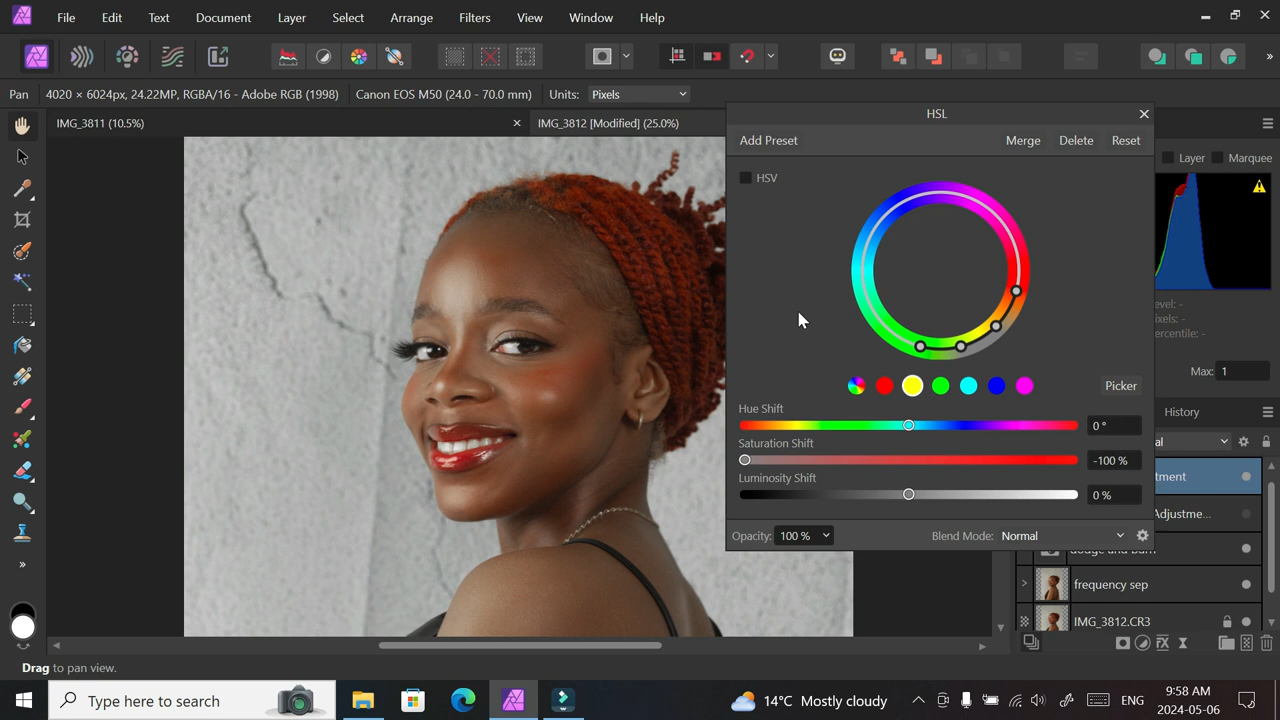 File Edit Text Document Layer Select Arrange Filters View Window Help
Pan 4020 × 6024px, 24.22MP, RGBA/16 - Adobe RGB (1998) Canon EOS M50 (24.0 - 70.0 mm) Units: Pixels
IMG_3811 (10.5%) IMG_3812 [Modified] (25.0%)
HSL
Add Preset Merge Delete Reset
Layer Marquee
HSV
Max: 1
Picker
Hue Shift
0 °
History
Saturation Shift
-100 %
Luminosity Shift
0 %
Opacity: 100 % Blend Mode: Normal
frequency sep
IMG_3812.CR3
Drag to pan view.
Type here to search
14°C Mostly cloudy
ENG
9:58 AM
2024-05-06